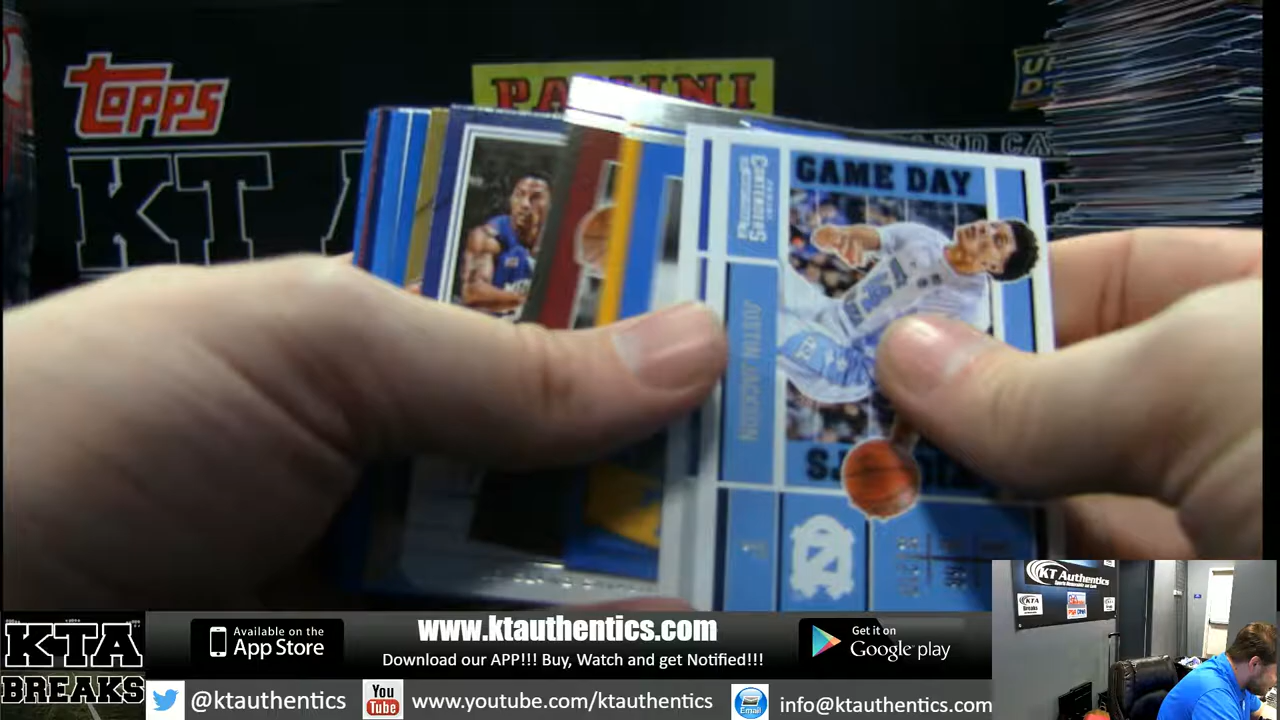 TOPPS
PANINI
KT
CONTENDERS
GAME DAY
JUSTIN JACKSON
KT Authentics
KTA
BREAKS
Available on the
App Store
www.ktauthentics.com
Download our APP!!! Buy, Watch and get Notified!!!
Get it on
Google play
@ktauthentics
You
Tube
www.youtube.com/ktauthentics
Email
info@ktauthentics.com